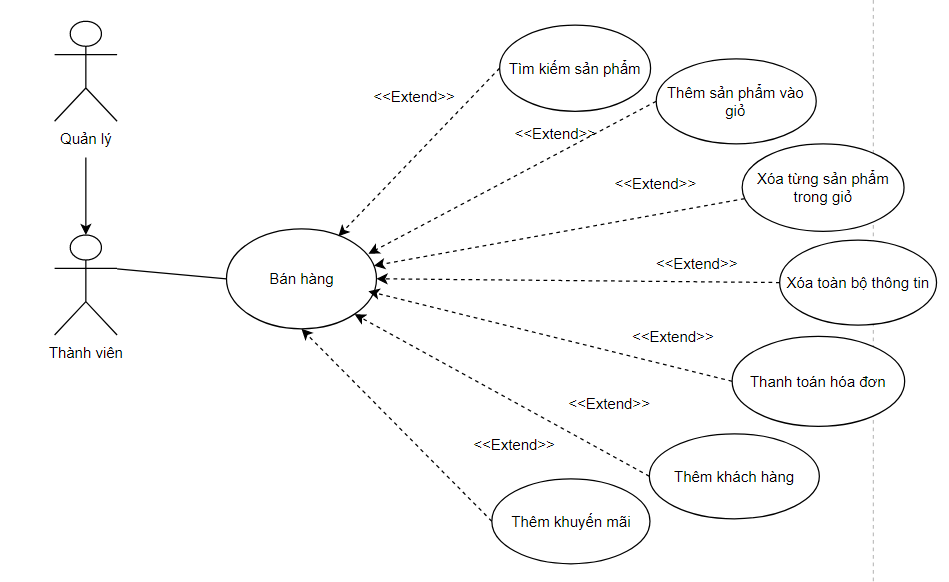 Tìm kiếm sản phẩm
<<Extend>>
Thêm sản phẩm vào
giỏ
<<Extend>>
Quản lý
Xóa từng sản phẩm
trong giỏ
<<Extend>>
<<Extend>>
Bán hàng
Xóa toàn bộ thông tin
<<Extend>>
Thành viên
Thanh toán hóa đơn
<<Extend>>
<<Extend>>
Thêm khách hàng
Thêm khuyến mãi